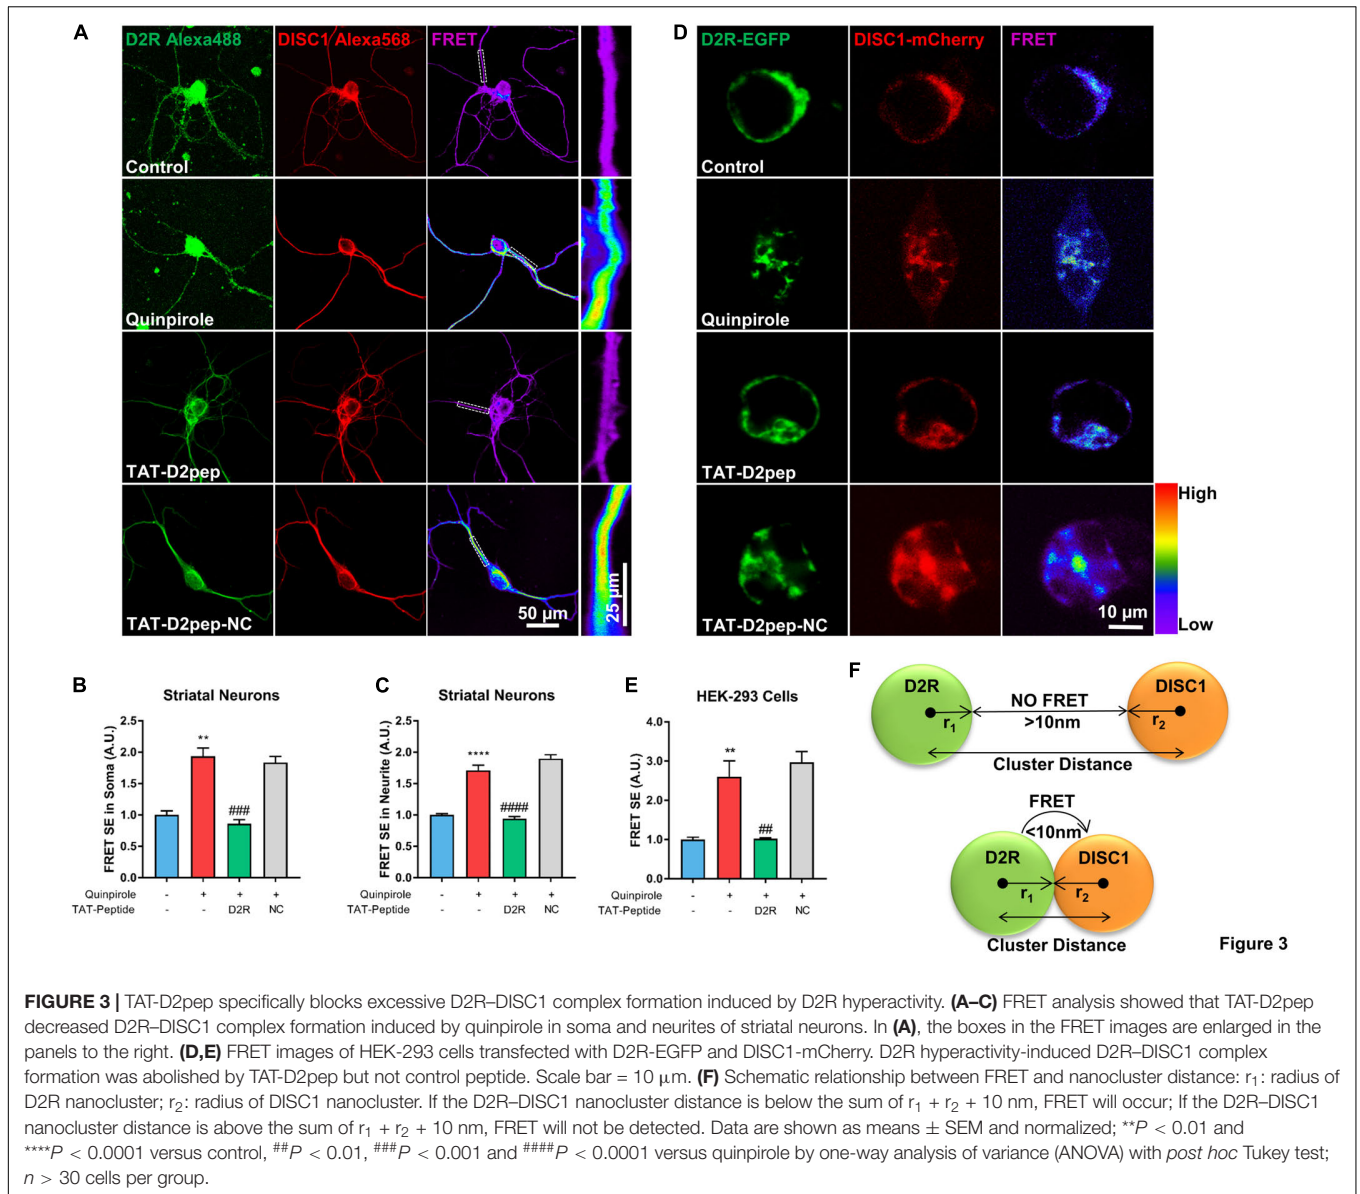 A
D2R Alexa488
DISC1 Alexa568
FRET
Control
Quinpirole
TAT-D2pep
TAT-D2pep-NC
50 µm
25 µm
D
D2R-EGFP
DISC1-mCherry
FRET
Control
Quinpirole
TAT-D2pep
TAT-D2pep-NC
10 µm
High
Low
B
Striatal Neurons
FRET SE in Soma (A.U.)
2.5
2.0
1.5
1.0
0.5
0.0
**
###
Quinpirole - + + +
TAT-Peptide - - D2R NC
C
Striatal Neurons
FRET SE in Neurite (A.U.)
2.5
2.0
1.5
1.0
0.5
0.0
****
####
Quinpirole - + + +
TAT-Peptide - - D2R NC
E
HEK-293 Cells
FRET SE (A.U.)
4.0
3.0
2.0
1.0
0.0
**
##
Quinpirole - + + +
TAT-Peptide - - D2R NC
F
D2R
DISC1
NO FRET
>10nm
r1
r2
Cluster Distance
FRET
<10nm
D2R
DISC1
r1
r2
Cluster Distance
Figure 3
FIGURE 3 | TAT-D2pep specifically blocks excessive D2R–DISC1 complex formation induced by D2R hyperactivity. (A–C) FRET analysis showed that TAT-D2pep
decreased D2R–DISC1 complex formation induced by quinpirole in soma and neurites of striatal neurons. In (A), the boxes in the FRET images are enlarged in the
panels to the right. (D,E) FRET images of HEK-293 cells transfected with D2R-EGFP and DISC1-mCherry. D2R hyperactivity-induced D2R–DISC1 complex
formation was abolished by TAT-D2pep but not control peptide. Scale bar = 10 µm. (F) Schematic relationship between FRET and nanocluster distance: r1: radius of
D2R nanocluster; r2: radius of DISC1 nanocluster. If the D2R–DISC1 nanocluster distance is below the sum of r1 + r2 + 10 nm, FRET will occur; If the D2R–DISC1
nanocluster distance is above the sum of r1 + r2 + 10 nm, FRET will not be detected. Data are shown as means ± SEM and normalized; **P < 0.01 and
****P < 0.0001 versus control, ##P < 0.01, ###P < 0.001 and ####P < 0.0001 versus quinpirole by one-way analysis of variance (ANOVA) with post hoc Tukey test;
n > 30 cells per group.